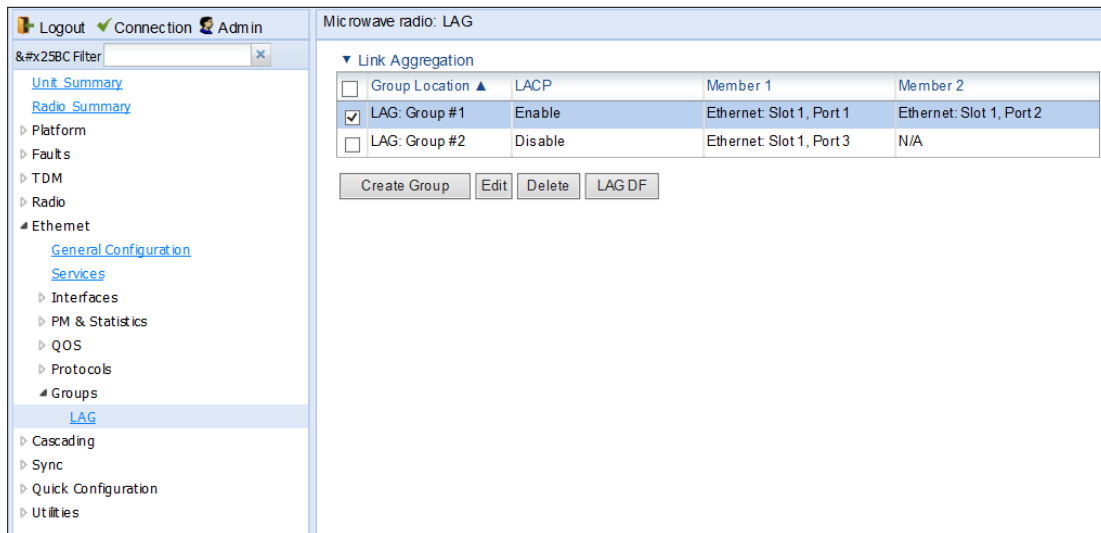 Logout Connection Admin
&#x25BC Filter
Unit Summary
Radio Summary
Platform
Faults
TDM
Radio
Ethernet
General Configuration
Services
Interfaces
PM & Statistics
QOS
Protocols
Groups
LAG
Cascading
Sync
Quick Configuration
Utilities
Microwave radio: LAG
▼ Link Aggregation
Group Location ▲ LACP Member 1 Member 2
LAG: Group #1 Enable Ethernet: Slot 1, Port 1 Ethernet: Slot 1, Port 2
LAG: Group #2 Disable Ethernet: Slot 1, Port 3 N/A
Create Group Edit Delete LAG DF